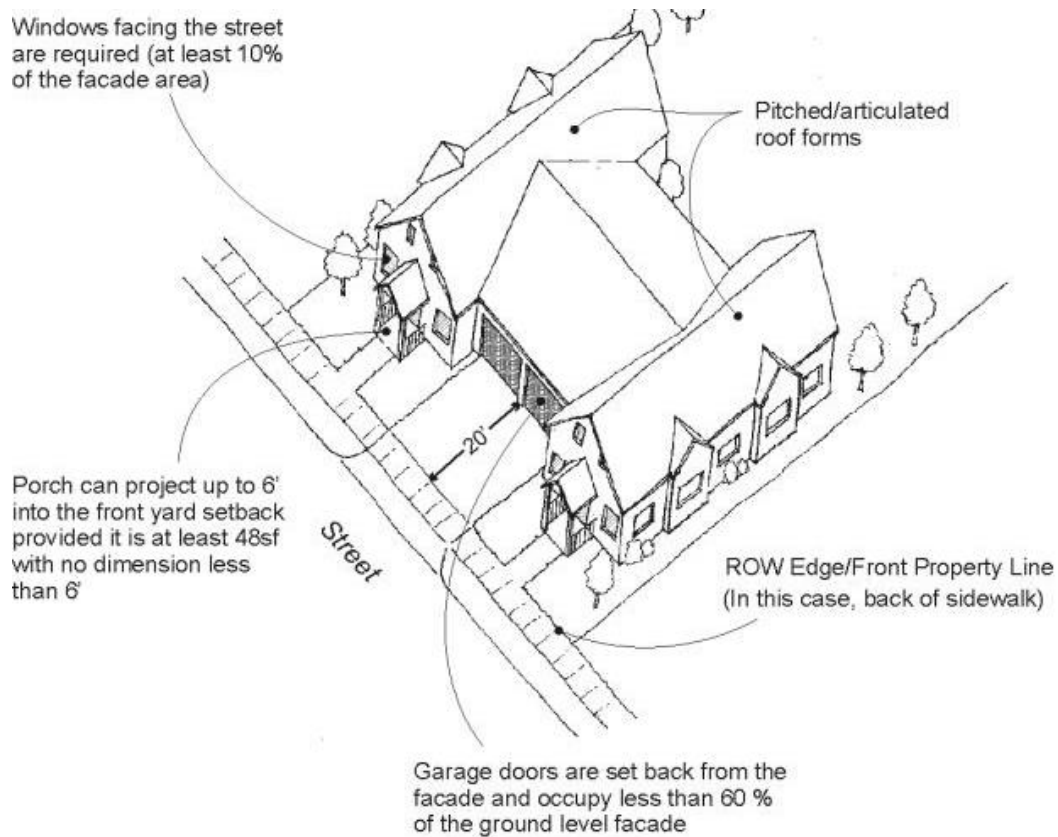 Windows facing the street
are required (at least 10%
of the facade area)
Pitched/articulated
roof forms
20'
Porch can project up to 6'
into the front yard setback
provided it is at least 48sf
with no dimension less
than 6'
Street
ROW Edge/Front Property Line
(In this case, back of sidewalk)
Garage doors are set back from the
facade and occupy less than 60 %
of the ground level facade